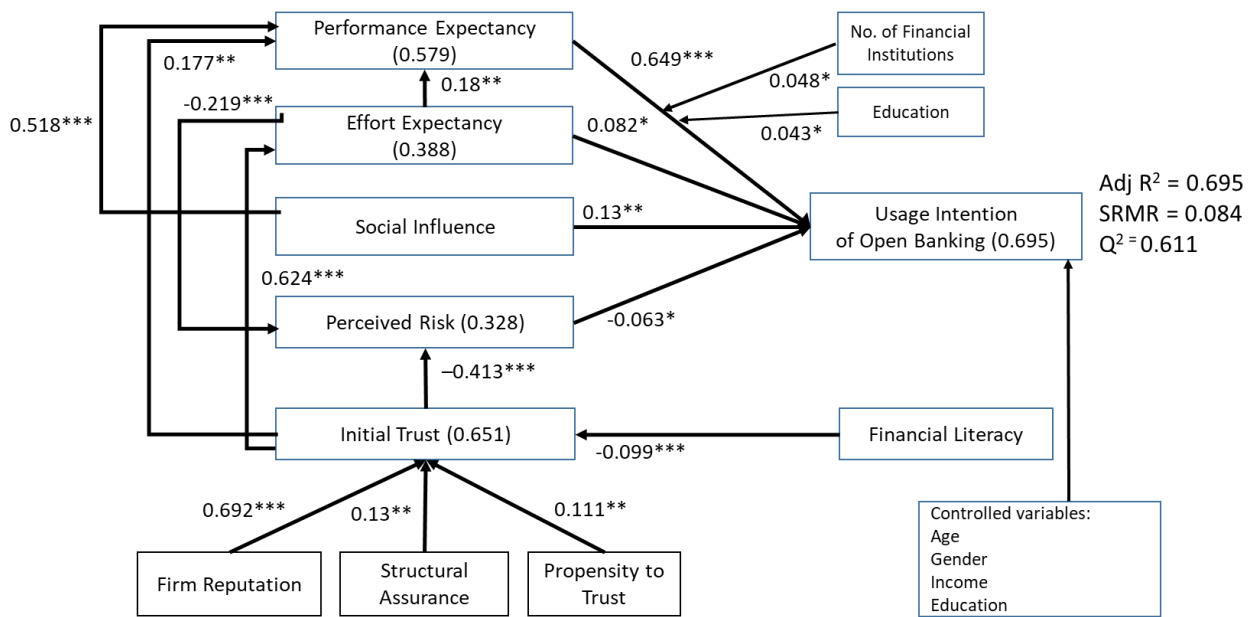 Performance Expectancy
(0.579)
No. of Financial
Institutions
0.649***
0.177**
0.048*
0.18**
-0.219***
Effort Expectancy
(0.388)
Education
0.518***
0.082*
0.043*
Social Influence
0.13**
Usage Intention
of Open Banking (0.695)
Adj R² = 0.695
SRMR = 0.084
Q² ⁼ 0.611
0.624***
Perceived Risk (0.328)
-0.063*
–0.413***
Initial Trust (0.651)
Financial Literacy
-0.099***
0.692***
0.13**
0.111**
Controlled variables:
Age
Gender
Income
Education
Firm Reputation
Structural
Assurance
Propensity to
Trust